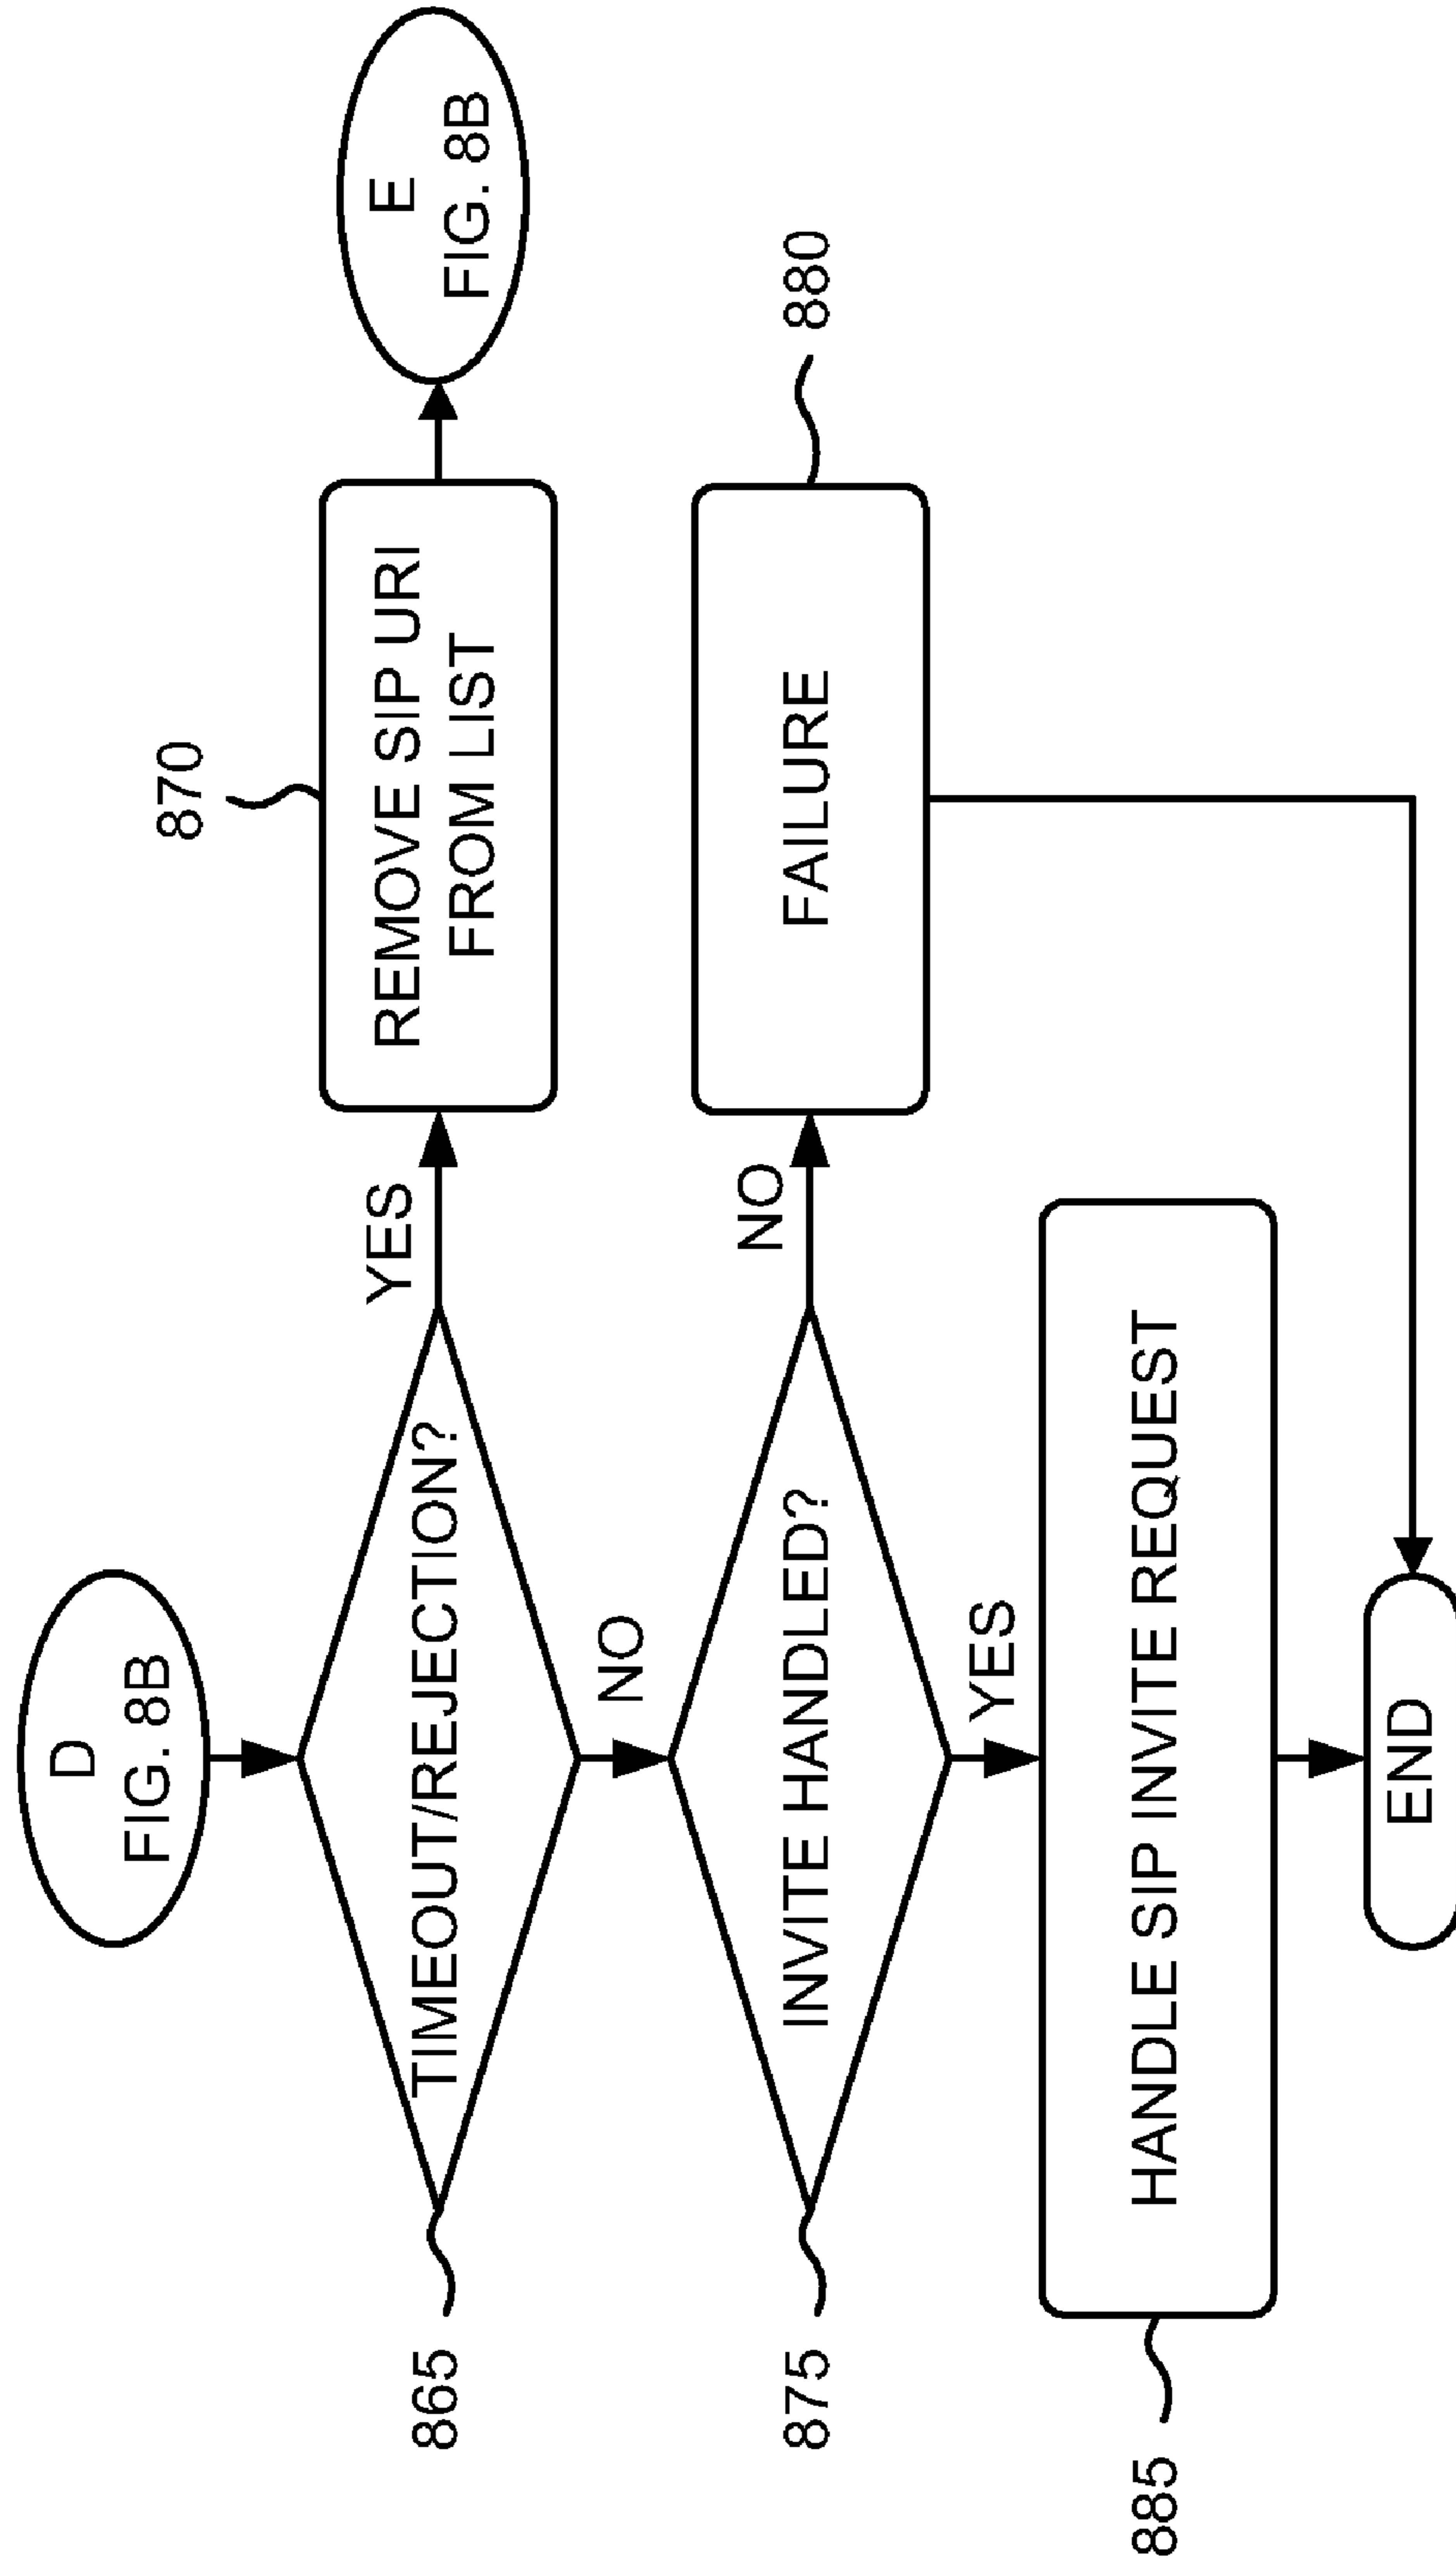 D
FIG. 8B
865
TIMEOUT/REJECTION?
YES
870
REMOVE SIP URI
FROM LIST
E
FIG. 8B
NO
875
INVITE HANDLED?
NO
FAILURE
880
YES
885
HANDLE SIP INVITE REQUEST
END